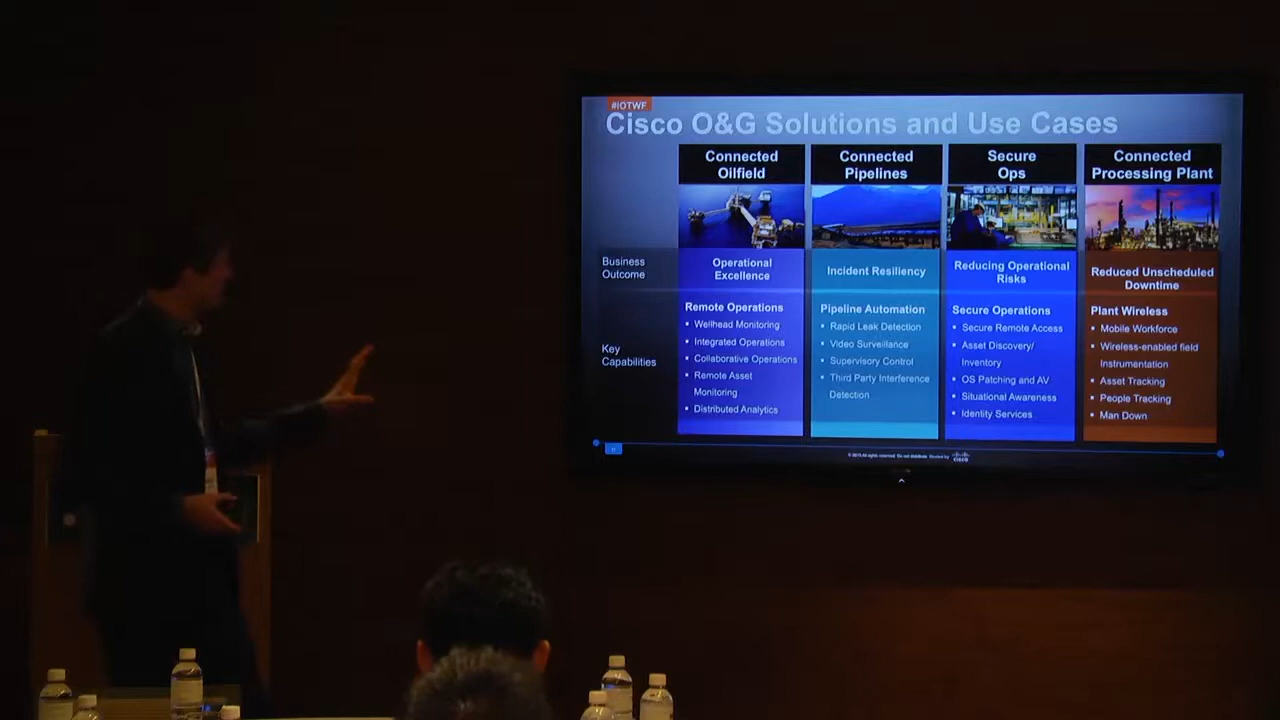 #IOTWF
Cisco O&G Solutions and Use Cases
Connected
Oilfield
Connected
Pipelines
Secure
Ops
Connected
Processing Plant
Business
Outcome
Operational
Excellence
Incident Resiliency
Reducing Operational
Risks
Reduced Unscheduled
Downtime
Key
Capabilities
Remote Operations
▪ Wellhead Monitoring
▪ Integrated Operations
▪ Collaborative Operations
▪ Remote Asset
Monitoring
▪ Distributed Analytics
Pipeline Automation
▪ Rapid Leak Detection
▪ Video Surveillance
▪ Supervisory Control
▪ Third Party Interference
Detection
Secure Operations
▪ Secure Remote Access
▪ Asset Discovery/
Inventory
▪ OS Patching and AV
▪ Situational Awareness
▪ Identity Services
Plant Wireless
▪ Mobile Workforce
▪ Wireless-enabled field
Instrumentation
▪ Asset Tracking
▪ People Tracking
▪ Man Down
CISCO